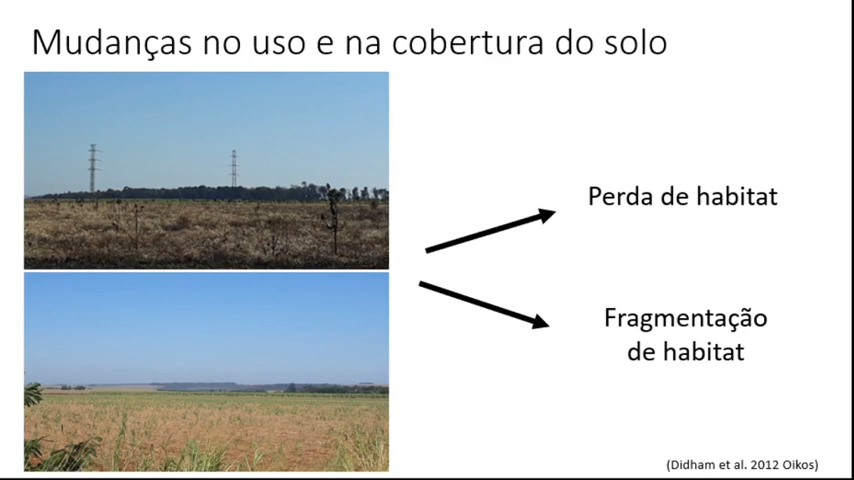 Mudanças no uso e na cobertura do solo
Perda de habitat
Fragmentação
de habitat
(Didham et al. 2012 Oikos)